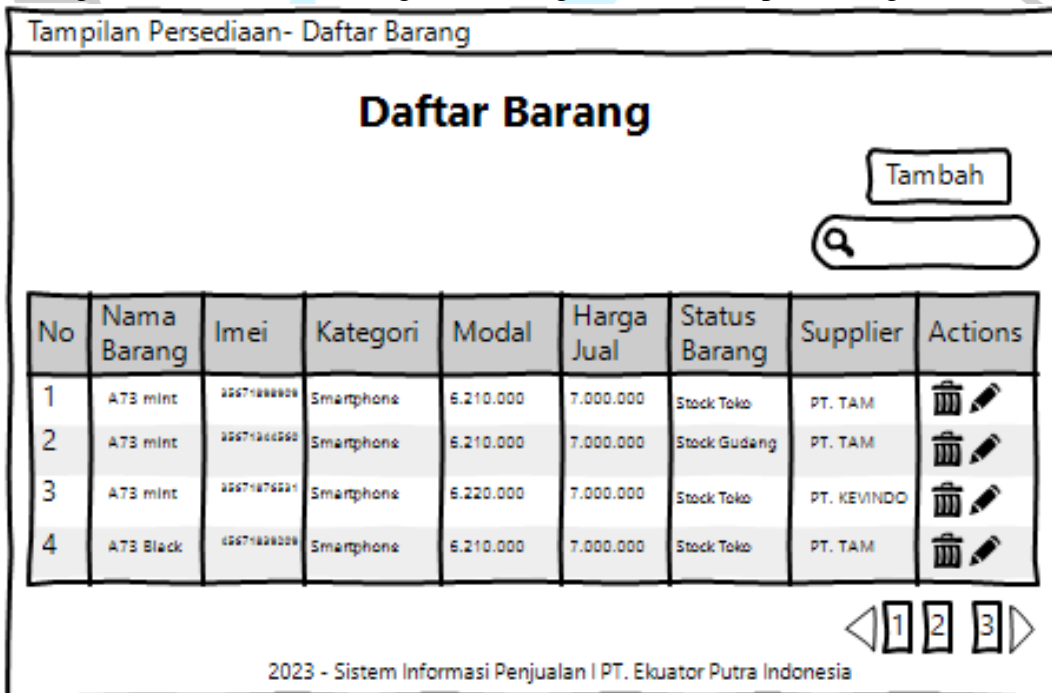 Tampilan Persediaan- Daftar Barang
Daftar Barang
Tambah
No Nama Barang Imei Kategori Modal Harga Jual Status Barang Supplier Actions
1 A73 mint Smartphone 6.210.000 7.000.000 Stock Toko PT. TAM
2 A73 mint Smartphone 6.210.000 7.000.000 Stock Gudang PT. TAM
3 A73 mint Smartphone 6.220.000 7.000.000 Stock Toko PT. KEVINDO
4 A73 Black Smartphone 6.210.000 7.000.000 Stock Toko PT. TAM
1 2 3
2023 - Sistem Informasi Penjualan I PT. Ekuator Putra Indonesia